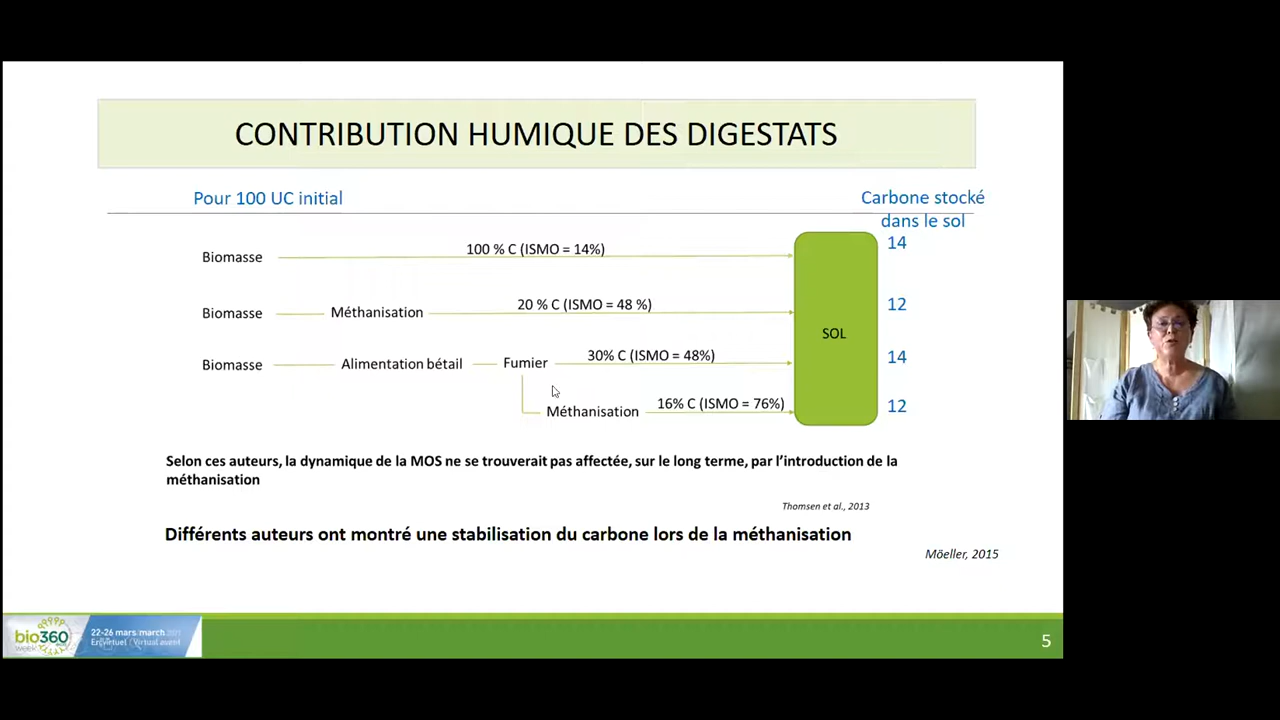 CONTRIBUTION HUMIQUE DES DIGESTATS
Pour 100 UC initial
Carbone stocké
dans le sol
Biomasse
100 % C (ISMO = 14%)
14
Biomasse
Méthanisation
20 % C (ISMO = 48 %)
12
SOL
Biomasse
Alimentation bétail
Fumier
30% C (ISMO = 48%)
14
Méthanisation
16% C (ISMO = 76%)
12
Selon ces auteurs, la dynamique de la MOS ne se trouverait pas affectée, sur le long terme, par l’introduction de la
méthanisation
Thomsen et al., 2013
Différents auteurs ont montré une stabilisation du carbone lors de la méthanisation
Möeller, 2015
bio360
week
22-26 mars/march
Virtual event
5